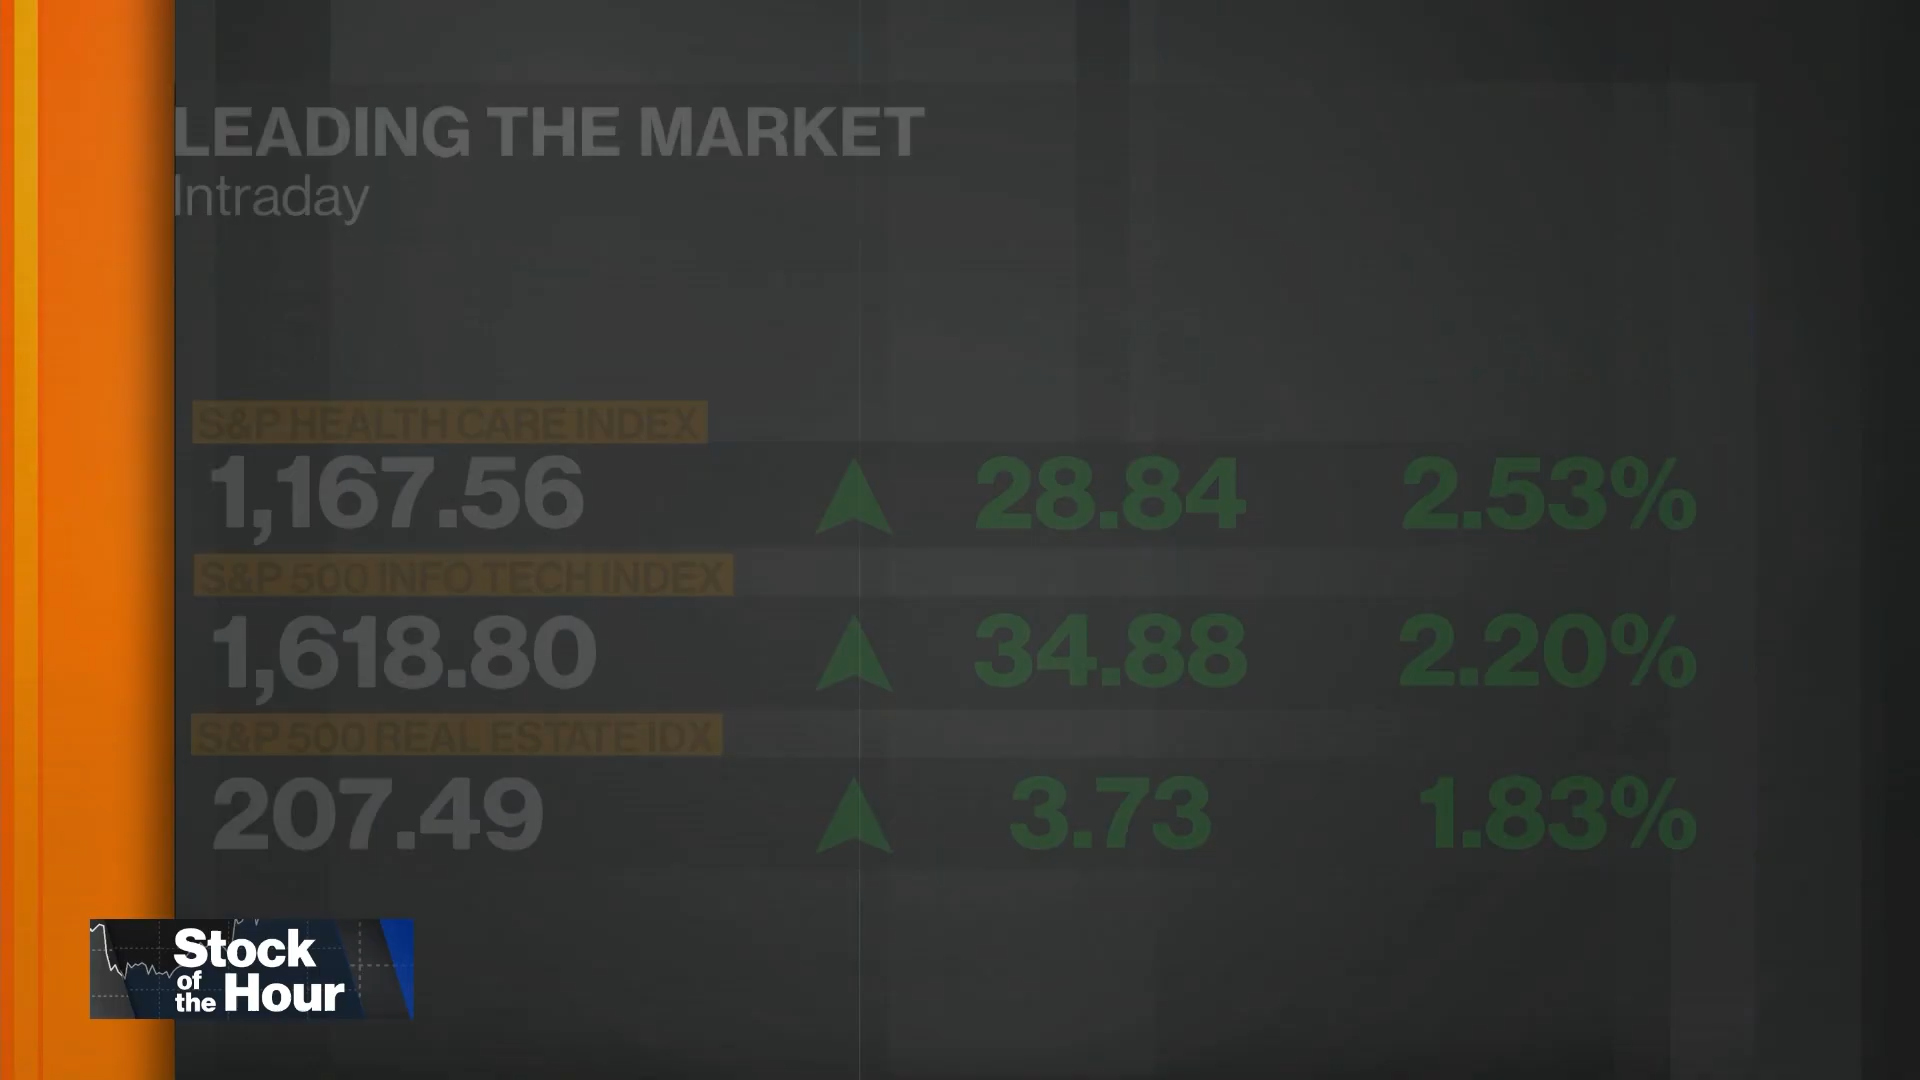 LEADING THE MARKET
Intraday
S&P HEALTH CARE INDEX
1,167.56 28.84 2.53%
S&P 500 INFO TECH INDEX
1,618.80 34.88 2.20%
S&P 500 REAL ESTATE IDX
207.49 3.73 1.83%
Stock
of
the Hour